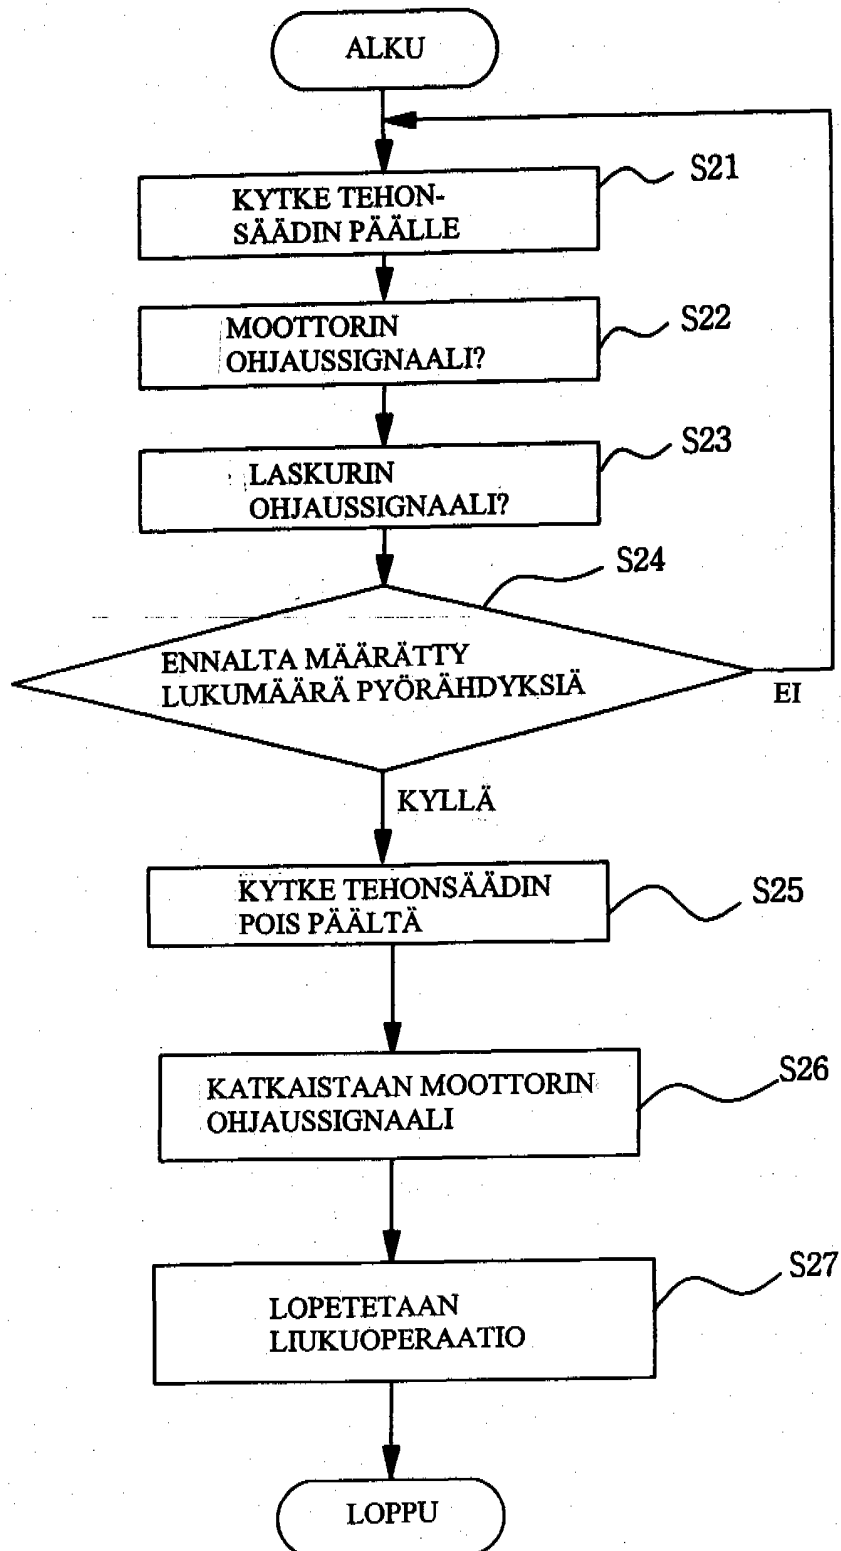 ALKU
KYTKE TEHON-
SÄÄDIN PÄÄLLE
S21
MOOTTORIN
OHJAUSSIGNAALI?
S22
LASKURIN
OHJAUSSIGNAALI?
S23
S24
ENNALTA MÄÄRÄTTY
LUKUMÄÄRÄ PYÖRÄHDYKSIÄ
EI
KYLLÄ
KYTKE TEHONSÄÄDIN
POIS PÄÄLTÄ
S25
KATKAISTAAN MOOTTORIN
OHJAUSSIGNAALI
S26
LOPETETAAN
LIUKUOPERAATIO
S27
LOPPU